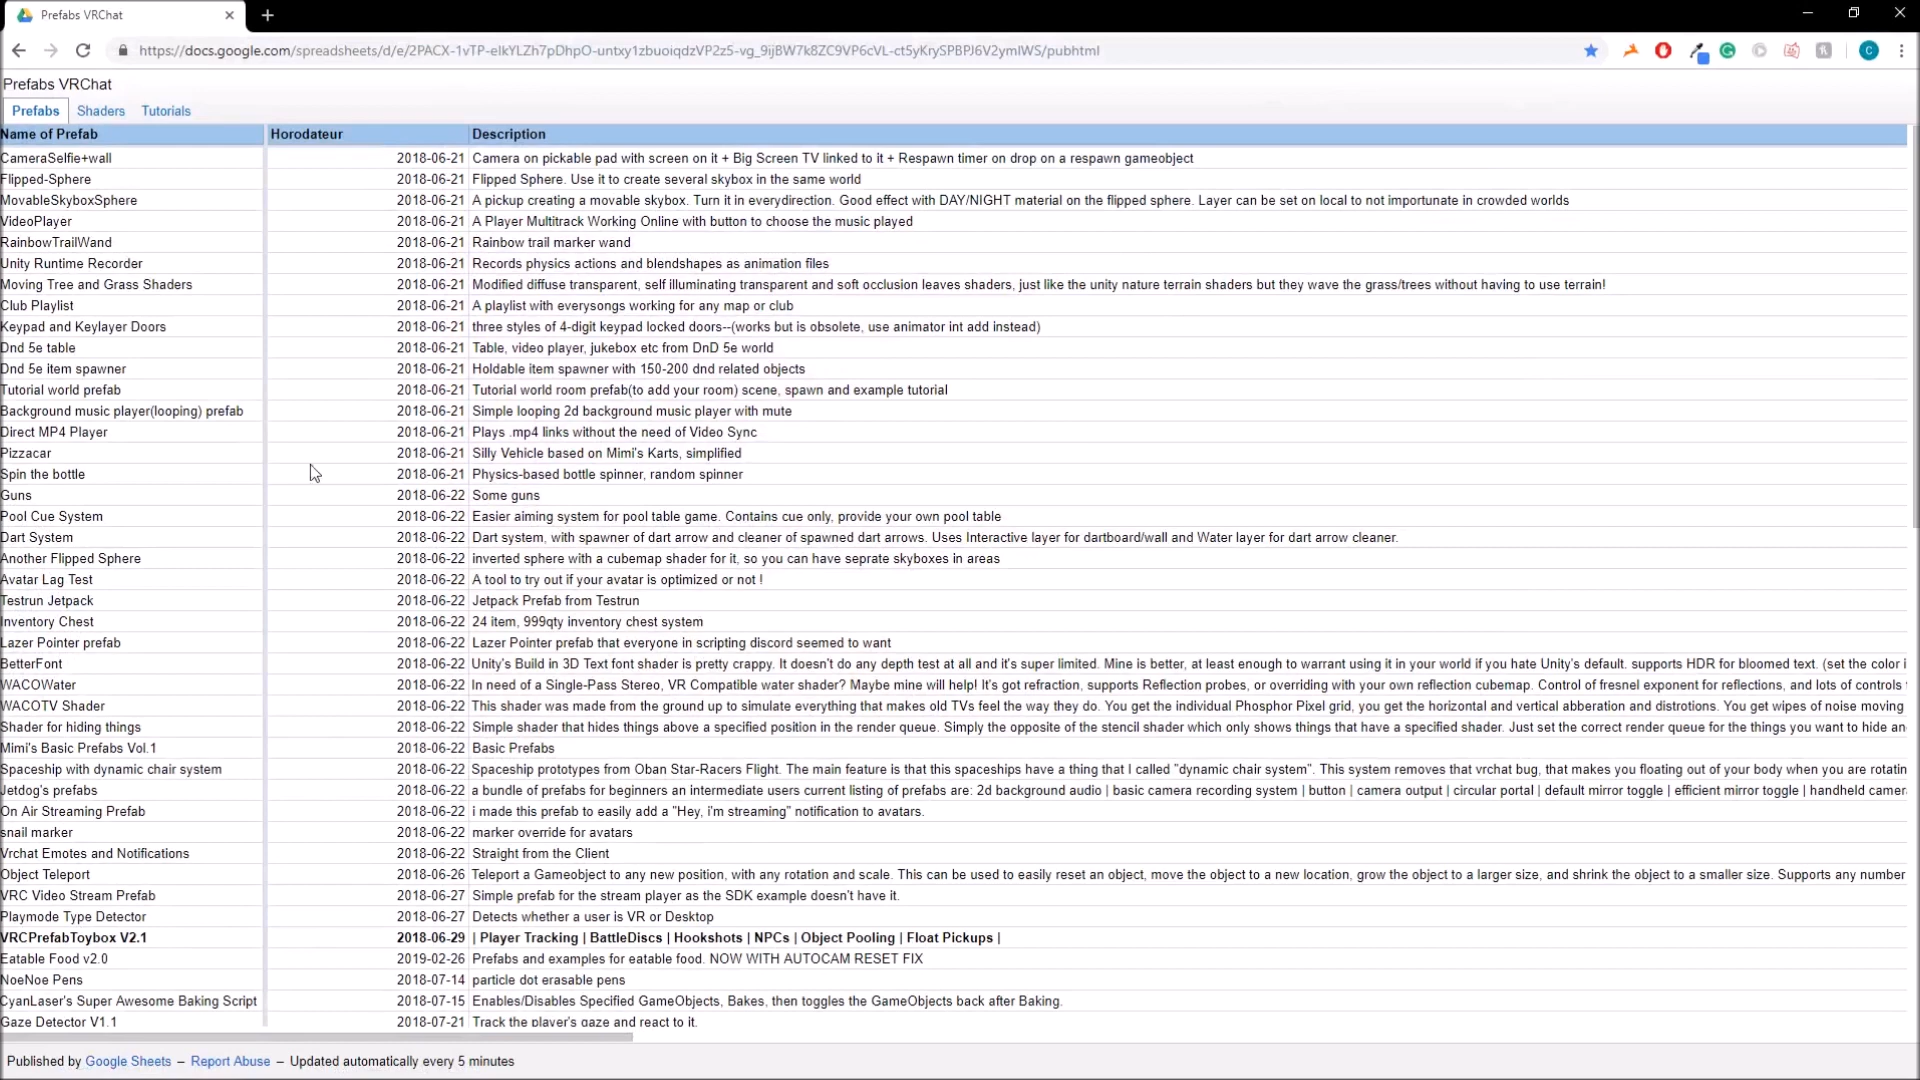 Prefabs VRChat
https://docs.google.com/spreadsheets/d/e/2PACX-1vTP-elkYLZh7pDhpO-untxy1zbuoiqdzVP2z5-vg_9ijBW7k8ZC9VP6cVL-ct5yKrySPBPJ6V2ymIWS/pubhtml
C
Prefabs VRChat
Prefabs Shaders Tutorials
Name of Prefab Horodateur Description
CameraSelfie+wall 2018-06-21 Camera on pickable pad with screen on it + Big Screen TV linked to it + Respawn timer on drop on a respawn gameobject
Flipped-Sphere 2018-06-21 Flipped Sphere. Use it to create several skybox in the same world
MovableSkyboxSphere 2018-06-21 A pickup creating a movable skybox. Turn it in everydirection. Good effect with DAY/NIGHT material on the flipped sphere. Layer can be set on local to not importunate in crowded worlds
VideoPlayer 2018-06-21 A Player Multitrack Working Online with button to choose the music played
RainbowTrailWand 2018-06-21 Rainbow trail marker wand
Unity Runtime Recorder 2018-06-21 Records physics actions and blendshapes as animation files
Moving Tree and Grass Shaders 2018-06-21 Modified diffuse transparent, self illuminating transparent and soft occlusion leaves shaders, just like the unity nature terrain shaders but they wave the grass/trees without having to use terrain!
Club Playlist 2018-06-21 A playlist with everysongs working for any map or club
Keypad and Keylayer Doors 2018-06-21 three styles of 4-digit keypad locked doors--(works but is obsolete, use animator int add instead)
Dnd 5e table 2018-06-21 Table, video player, jukebox etc from DnD 5e world
Dnd 5e item spawner 2018-06-21 Holdable item spawner with 150-200 dnd related objects
Tutorial world prefab 2018-06-21 Tutorial world room prefab(to add your room) scene, spawn and example tutorial
Background music player(looping) prefab 2018-06-21 Simple looping 2d background music player with mute
Direct MP4 Player 2018-06-21 Plays .mp4 links without the need of Video Sync
Pizzacar 2018-06-21 Silly Vehicle based on Mimi's Karts, simplified
Spin the bottle 2018-06-21 Physics-based bottle spinner, random spinner
Guns 2018-06-22 Some guns
Pool Cue System 2018-06-22 Easier aiming system for pool table game. Contains cue only, provide your own pool table
Dart System 2018-06-22 Dart system, with spawner of dart arrow and cleaner of spawned dart arrows. Uses Interactive layer for dartboard/wall and Water layer for dart arrow cleaner.
Another Flipped Sphere 2018-06-22 inverted sphere with a cubemap shader for it, so you can have seprate skyboxes in areas
Avatar Lag Test 2018-06-22 A tool to try out if your avatar is optimized or not !
Testrun Jetpack 2018-06-22 Jetpack Prefab from Testrun
Inventory Chest 2018-06-22 24 item, 999qty inventory chest system
Lazer Pointer prefab 2018-06-22 Lazer Pointer prefab that everyone in scripting discord seemed to want
BetterFont 2018-06-22 Unity's Build in 3D Text font shader is pretty crappy. It doesn't do any depth test at all and it's super limited. Mine is better, at least enough to warrant using it in your world if you hate Unity's default. supports HDR for bloomed text. (set the color i
WACOWater 2018-06-22 In need of a Single-Pass Stereo, VR Compatible water shader? Maybe mine will help! It's got refraction, supports Reflection probes, or overriding with your own reflection cubemap. Control of fresnel exponent for reflections, and lots of controls
WACOTV Shader 2018-06-22 This shader was made from the ground up to simulate everything that makes old TVs feel the way they do. You get the individual Phosphor Pixel grid, you get the horizontal and vertical abberation and distrotions. You get wipes of noise moving
Shader for hiding things 2018-06-22 Simple shader that hides things above a specified position in the render queue. Simply the opposite of the stencil shader which only shows things that have a specified shader. Just set the correct render queue for the things you want to hide an
Mimi's Basic Prefabs Vol.1 2018-06-22 Basic Prefabs
Spaceship with dynamic chair system 2018-06-22 Spaceship prototypes from Oban Star-Racers Flight. The main feature is that this spaceships have a thing that I called "dynamic chair system". This system removes that vrchat bug, that makes you floating out of your body when you are rotatin
Jetdog's prefabs 2018-06-22 a bundle of prefabs for beginners an intermediate users current listing of prefabs are: 2d background audio | basic camera recording system | button | camera output | circular portal | default mirror toggle | efficient mirror toggle | handheld camer
On Air Streaming Prefab 2018-06-22 i made this prefab to easily add a "Hey, i'm streaming" notification to avatars.
snail marker 2018-06-22 marker override for avatars
Vrchat Emotes and Notifications 2018-06-22 Straight from the Client
Object Teleport 2018-06-26 Teleport a Gameobject to any new position, with any rotation and scale. This can be used to easily reset an object, move the object to a new location, grow the object to a larger size, and shrink the object to a smaller size. Supports any number
VRC Video Stream Prefab 2018-06-27 Simple prefab for the stream player as the SDK example doesn't have it.
Playmode Type Detector 2018-06-27 Detects whether a user is VR or Desktop
VRCPrefabToybox V2.1 2018-06-29 | Player Tracking | BattleDiscs | Hookshots | NPCs | Object Pooling | Float Pickups |
Eatable Food v2.0 2019-02-26 Prefabs and examples for eatable food. NOW WITH AUTOCAM RESET FIX
NoeNoe Pens 2018-07-14 particle dot erasable pens
CyanLaser's Super Awesome Baking Script 2018-07-15 Enables/Disables Specified GameObjects, Bakes, then toggles the GameObjects back after Baking.
Gaze Detector V1.1 2018-07-21 Track the player's gaze and react to it.
Published by Google Sheets – Report Abuse – Updated automatically every 5 minutes